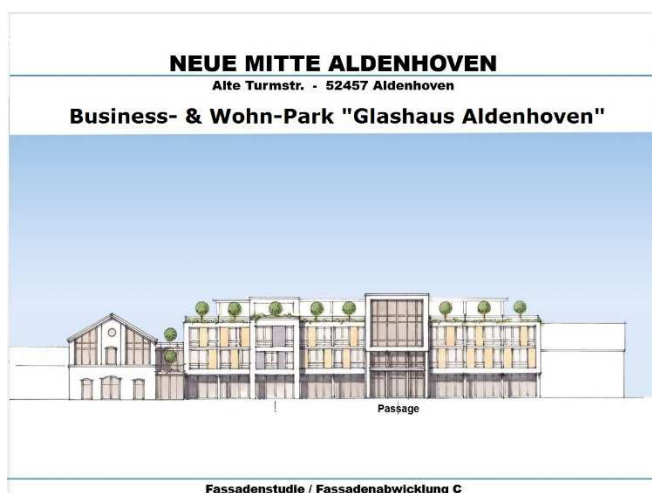 NEUE MITTE ALDENHOVEN
Alte Turmstr. - 52457 Aldenhoven
Business- & Wohn-Park "Glashaus Aldenhoven"
Passage
Fassadenstudie / Fassadenabwicklung C